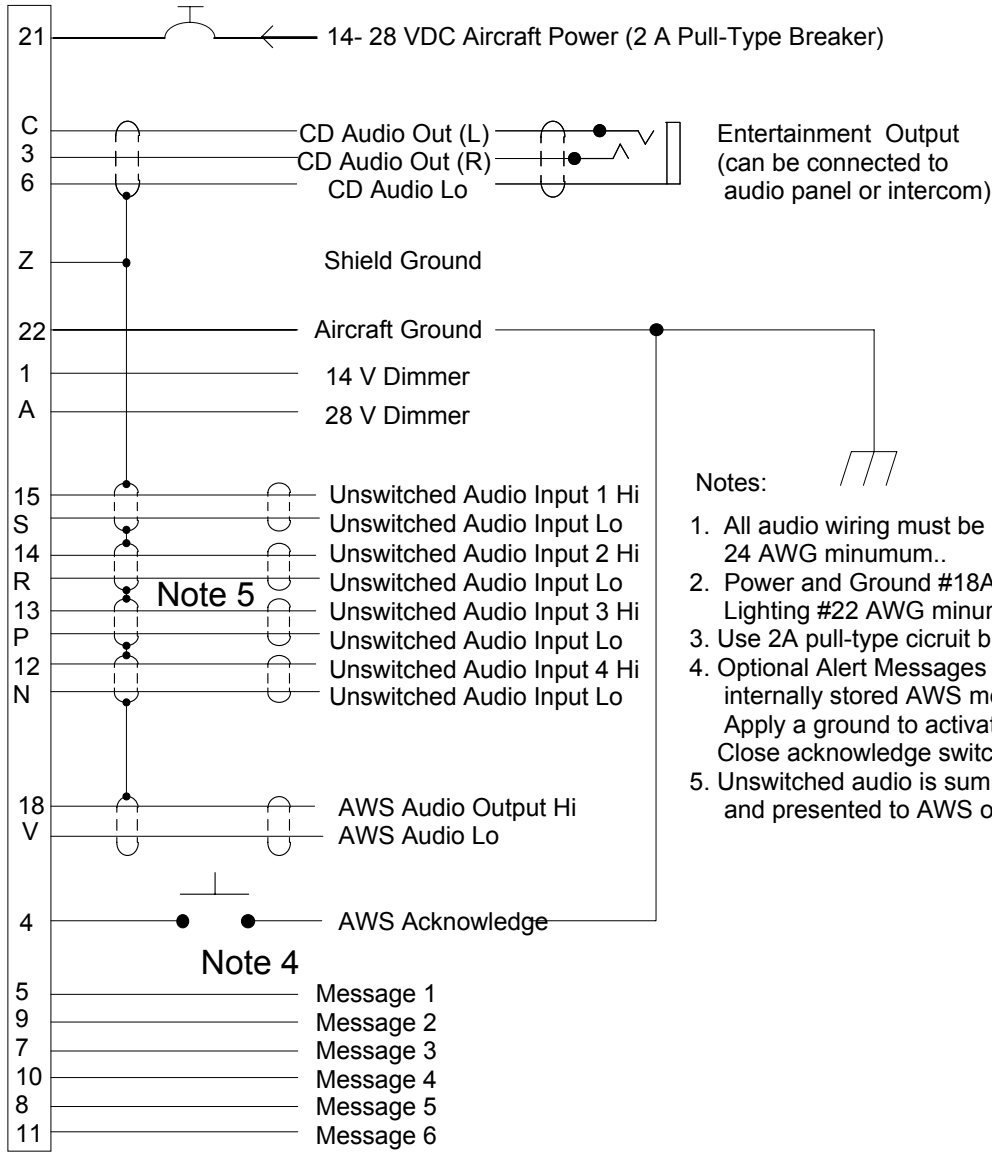 21 14- 28 VDC Aircraft Power (2 A Pull-Type Breaker)
C CD Audio Out (L) Entertainment Output
3 CD Audio Out (R) (can be connected to
6 CD Audio Lo audio panel or intercom)
Z Shield Ground
22 Aircraft Ground
1 14 V Dimmer
A 28 V Dimmer
15 Unswitched Audio Input 1 Hi
S Unswitched Audio Input Lo
14 Unswitched Audio Input 2 Hi
R Unswitched Audio Input Lo
Note 5
13 Unswitched Audio Input 3 Hi
P Unswitched Audio Input Lo
12 Unswitched Audio Input 4 Hi
N Unswitched Audio Input Lo
18 AWS Audio Output Hi
V AWS Audio Lo
4 AWS Acknowledge
Note 4
5 Message 1
9 Message 2
7 Message 3
10 Message 4
8 Message 5
11 Message 6
Notes:
1. All audio wiring must be
24 AWG minumum..
2. Power and Ground #18A
Lighting #22 AWG
3. Use 2A pull-type cicruit
4. Optional Alert Messages
internally stored AWS
Apply a ground to
Close acknowledge
5. Unswitched audio is
and presented to AWS